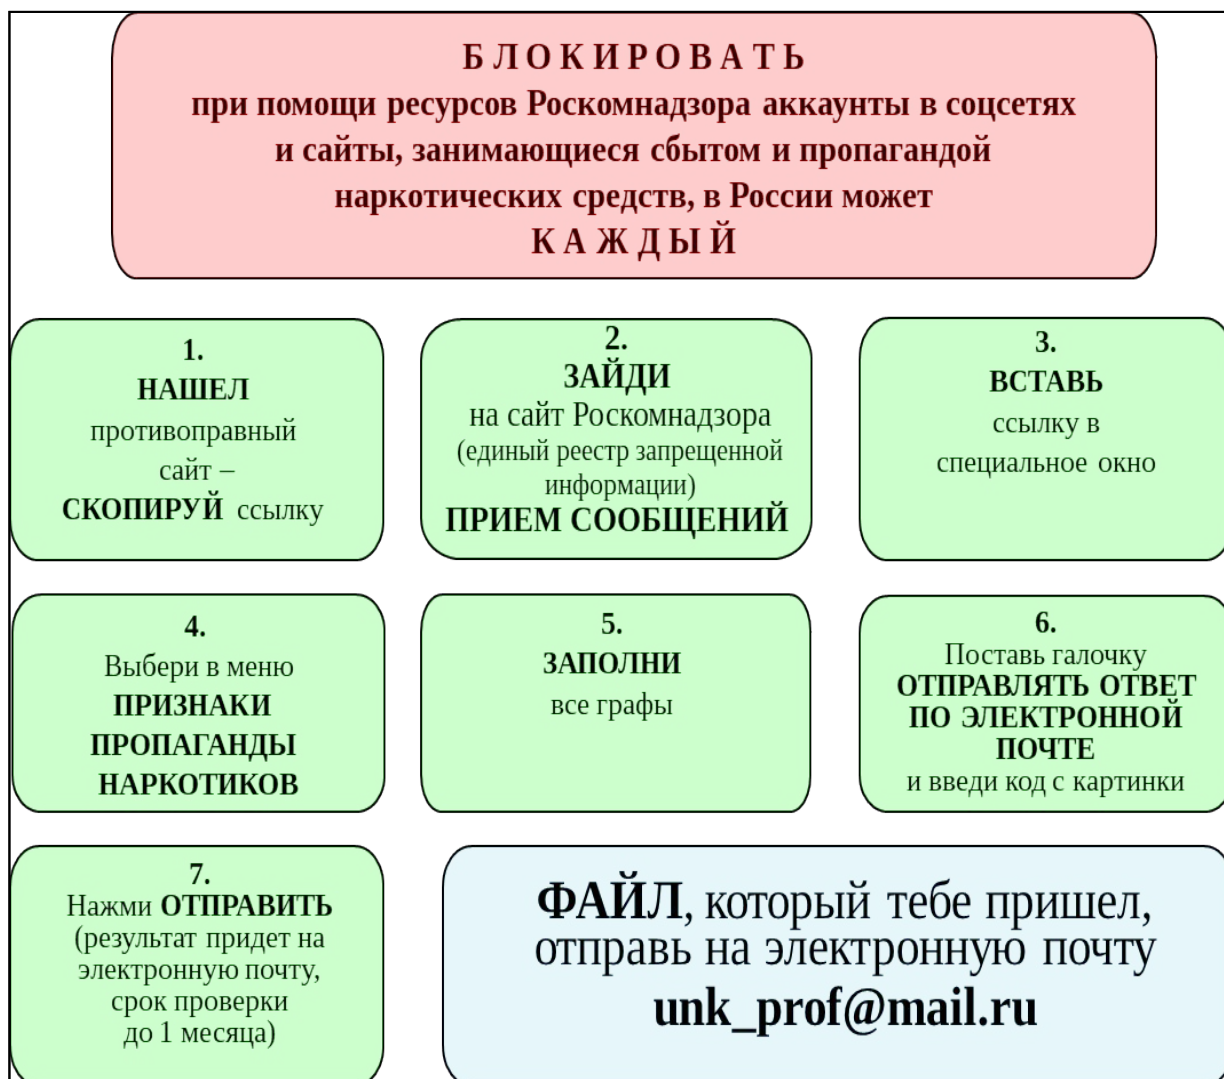 Б Л О К И Р О В А Т Ь
при помощи ресурсов Роскомнадзора аккаунты в соцсетях
и сайты, занимающиеся сбытом и пропагандой
наркотических средств, в России может
К А Ж Д Ы Й
1.
НАШЕЛ
противоправный
сайт –
СКОПИРУЙ ссылку
2.
ЗАЙДИ
на сайт Роскомнадзора
(единый реестр запрещенной
информации)
ПРИЕМ СООБЩЕНИЙ
3.
ВСТАВЬ
ссылку в
специальное окно
4.
Выбери в меню
ПРИЗНАКИ
ПРОПАГАНДЫ
НАРКОТИКОВ
5.
ЗАПОЛНИ
все графы
6.
Поставь галочку
ОТПРАВЛЯТЬ ОТВЕТ
ПО ЭЛЕКТРОННОЙ
ПОЧТЕ
и введи код с картинки
7.
Нажми ОТПРАВИТЬ
(результат придет на
электронную почту,
срок проверки
до 1 месяца)
ФАЙЛ, который тебе пришел,
отправь на электронную почту
unk_prof@mail.ru